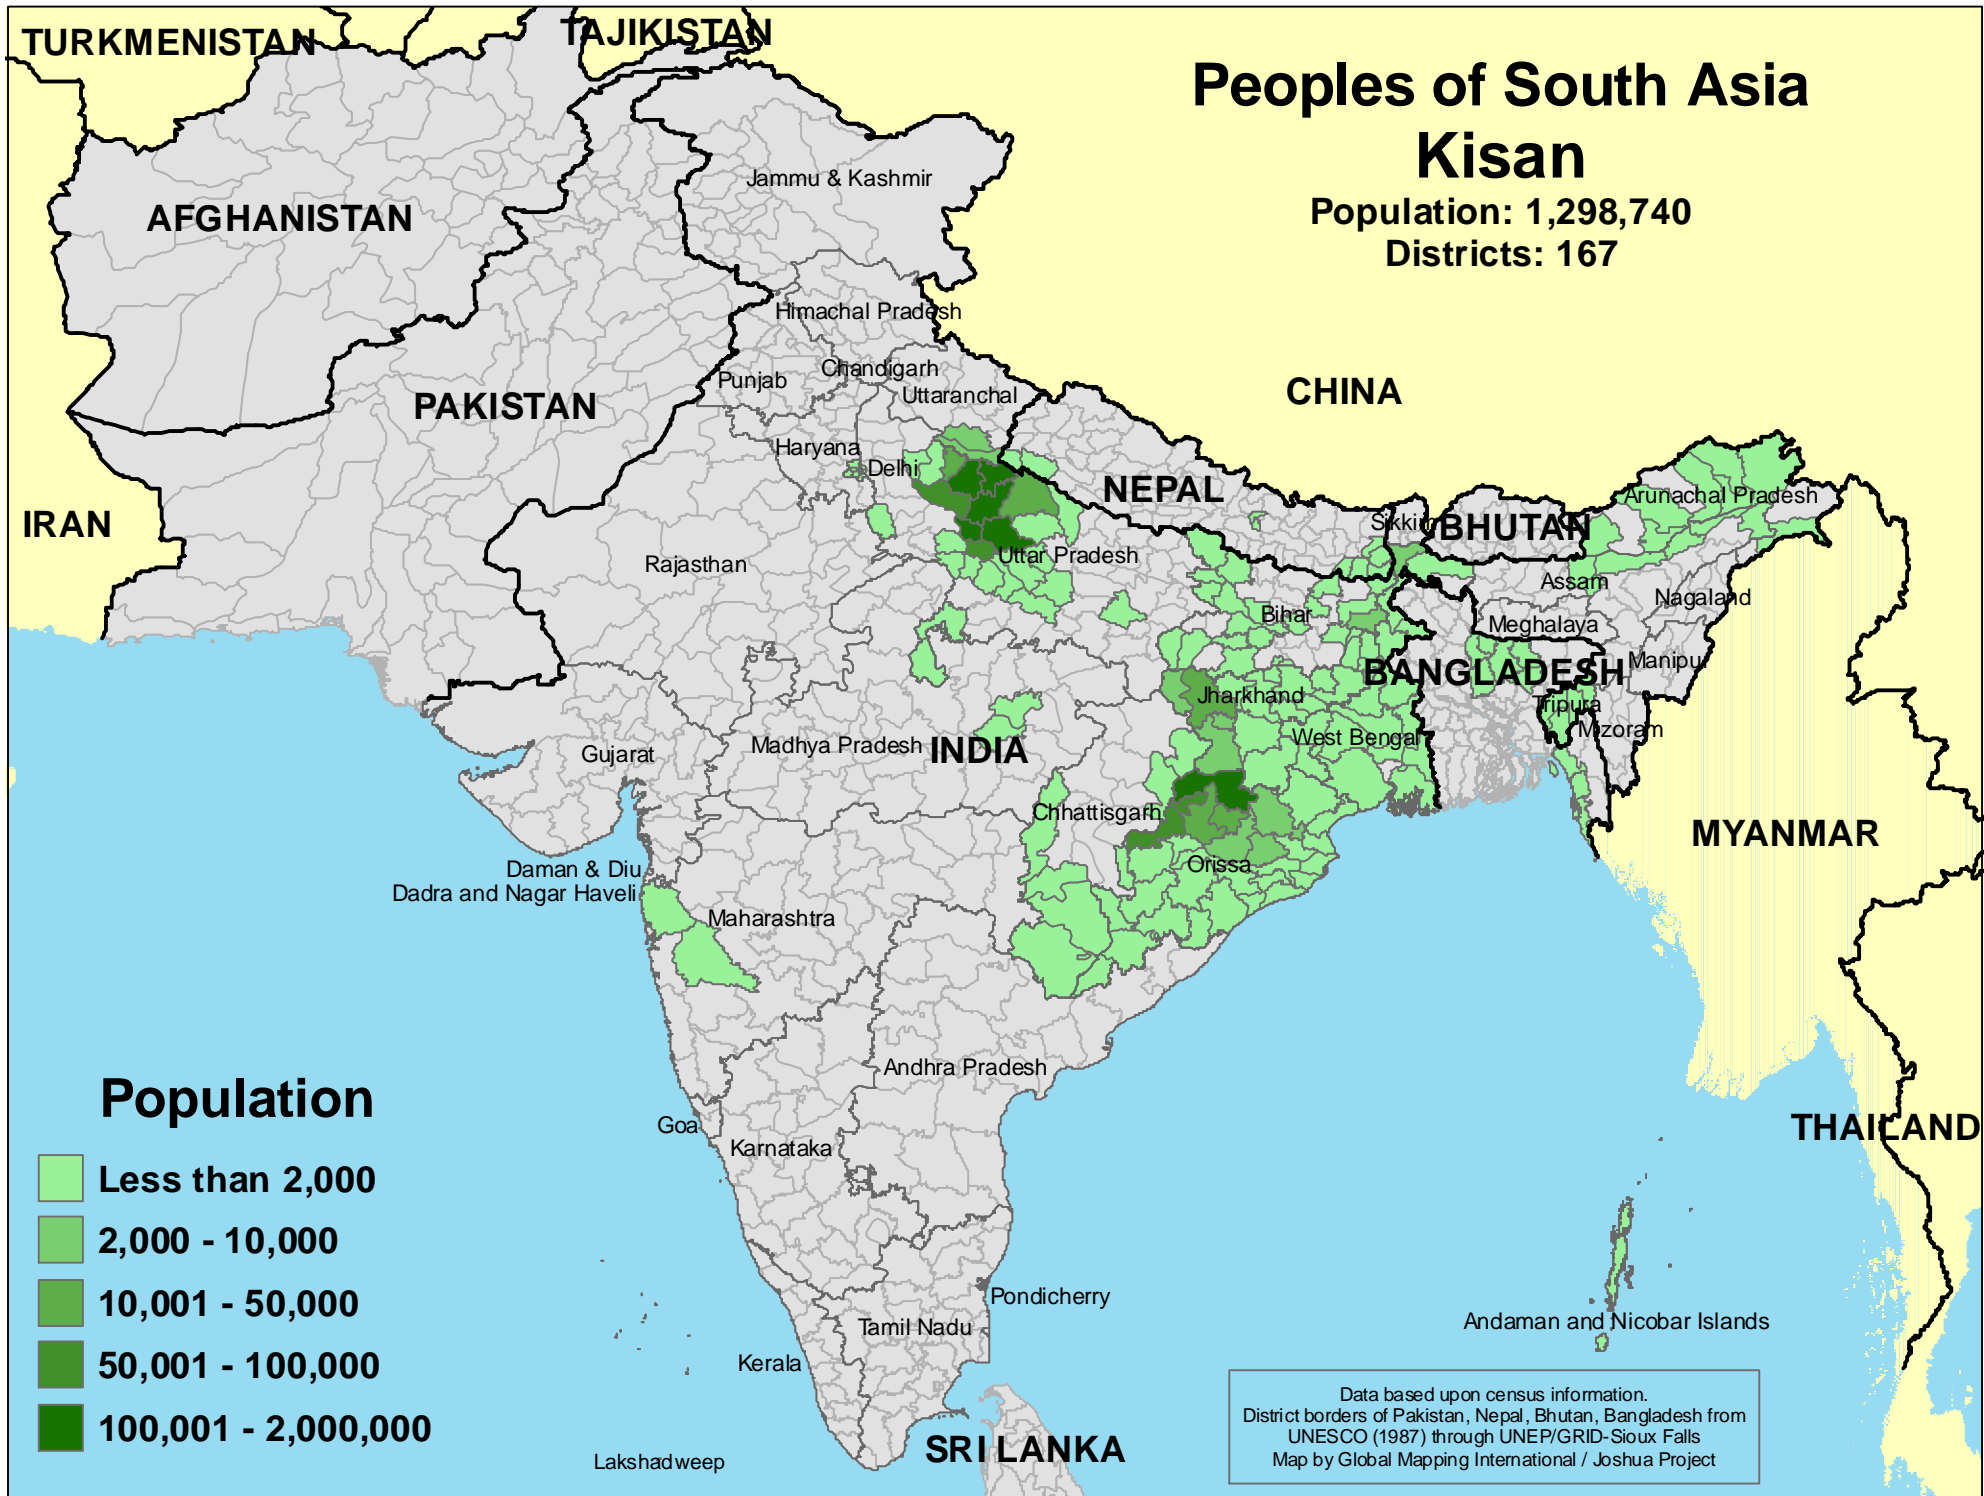 TURKMENISTAN
TAJIKISTAN
Peoples of South Asia
Kisan
Population: 1,298,740
Districts: 167
Jammu & Kashmir
AFGHANISTAN
Himachal Pradesh
Chandigarh
Punjab
Uttaranchal
CHINA
PAKISTAN
Haryana
Delhi
NEPAL
Arunachal Pradesh
IRAN
Sikkim
BHUTAN
Rajasthan
Uttar Pradesh
Assam
Nagaland
Bihar
Meghalaya
BANGLADESH
Manipur
Jharkhand
Tripura
Mizoram
Gujarat
Madhya Pradesh
INDIA
West Bengal
Chhattisgarh
MYANMAR
Orissa
Daman & Diu
Dadra and Nagar Haveli
Maharashtra
Andhra Pradesh
Goa
Karnataka
THAILAND
Pondicherry
Tamil Nadu
Andaman and Nicobar Islands
Kerala
Lakshadweep
SRI LANKA
Population
Less than 2,000
2,000 - 10,000
10,001 - 50,000
50,001 - 100,000
100,001 - 2,000,000
Data based upon census information.
District borders of Pakistan, Nepal, Bhutan, Bangladesh from
UNESCO (1987) through UNEP/GRID-Sioux Falls
Map by Global Mapping International / Joshua Project